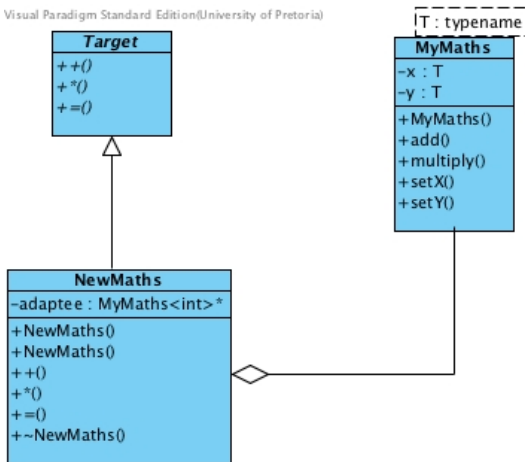 Visual Paradigm Standard Edition(University of Pretoria)
Target
+ +()
+ *()
+ =()
T : typename
MyMaths
-x : T
-y : T
+MyMaths()
+add()
+multiply()
+setX()
+setY()
NewMaths
-adaptee : MyMaths<int>*
+NewMaths()
+NewMaths()
++()
+*()
+=()
+~NewMaths()